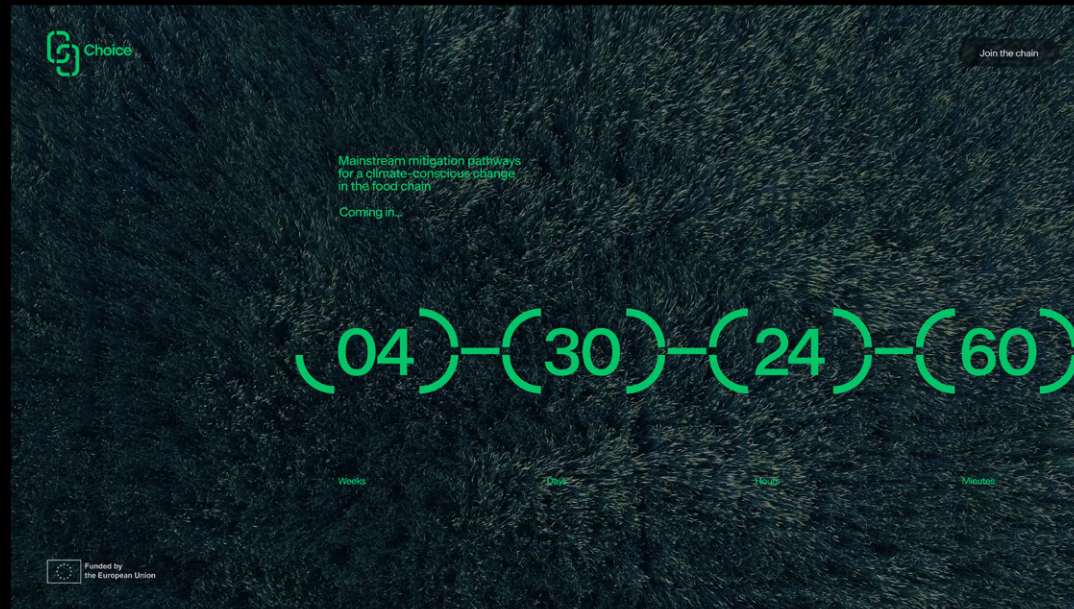 Choice
Join the chain
Mainstream mitigation pathways
for a climate-conscious change
in the food chain
Coming in...
04 30 24 60
Weeks Days Hours Minutes
Funded by
the European Union